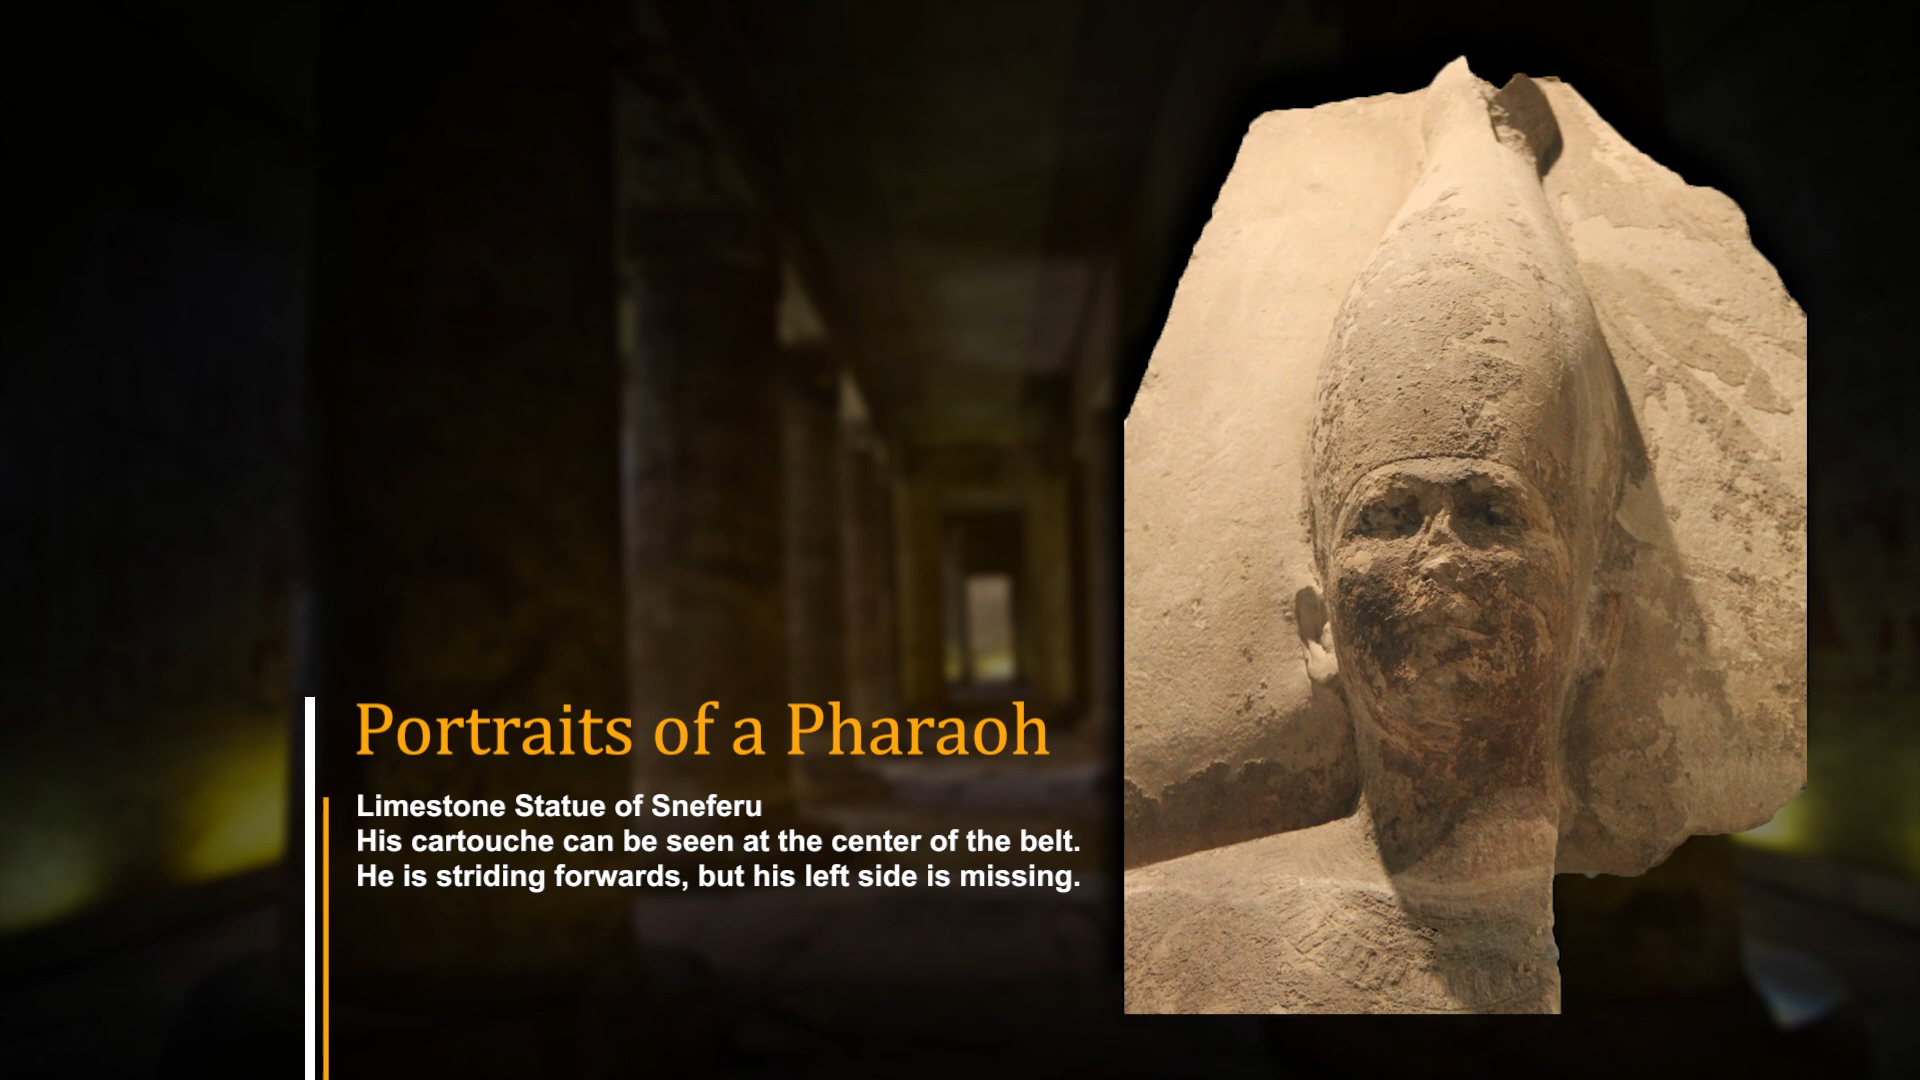 Portraits of a Pharaoh
Limestone Statue of Sneferu
His cartouche can be seen at the center of the belt.
He is striding forwards, but his left side is missing.